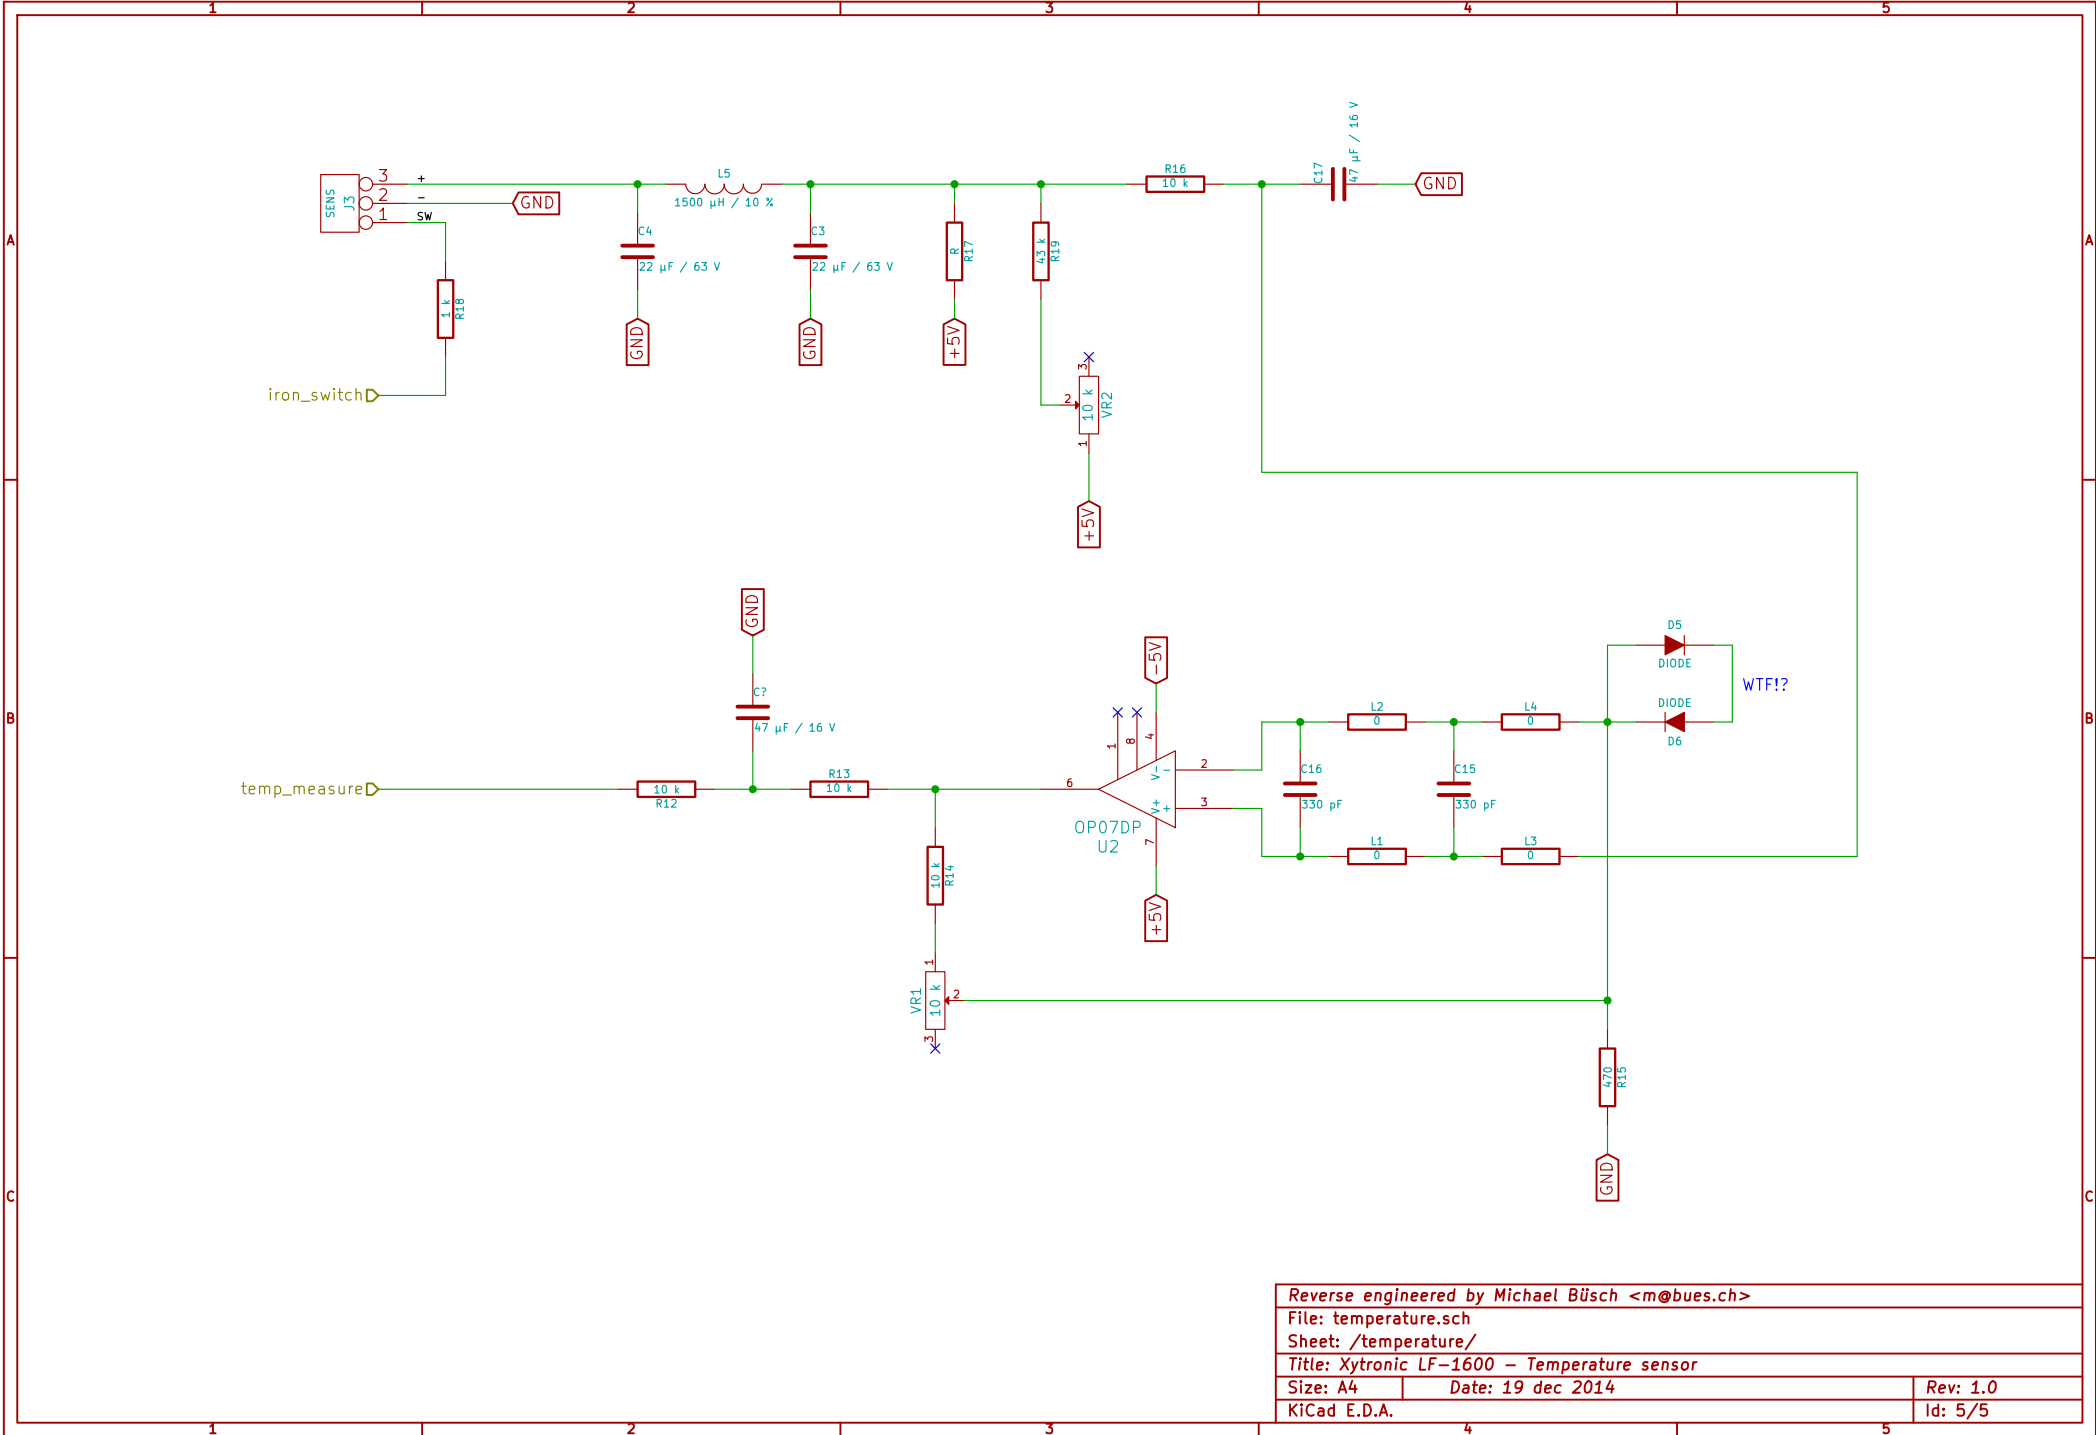 1 2 3 4 5
A A
B B
C C
SENS
J3
3 +
2 −
1 SW
GND
1 k
R18
iron_switch
C4
22 µF / 63 V
GND
L5
1500 µH / 10 %
C3
22 µF / 63 V
GND
R
R17
+5V
43 k
R19
3
2
1
10 k
VR2
+5V
R16
10 k
C17
47 µF / 16 V
GND
GND
C?
47 µF / 16 V
temp_measure
10 k
R12
R13
10 k
10 k
R14
1
2
3
VR1
10 k
-5V
1
8
4
V-
-
2
6
V+
+
3
7
OP07DP
U2
+5V
C16
330 pF
L2
0
L1
0
C15
330 pF
L4
0
L3
0
D5
DIODE
WTF!?
DIODE
D6
470
R15
GND
Reverse engineered by Michael Büsch <m@bues.ch>
File: temperature.sch
Sheet: /temperature/
Title: Xytronic LF-1600 - Temperature sensor
Size: A4 Date: 19 dec 2014 Rev: 1.0
KiCad E.D.A. Id: 5/5
1 2 3 4 5